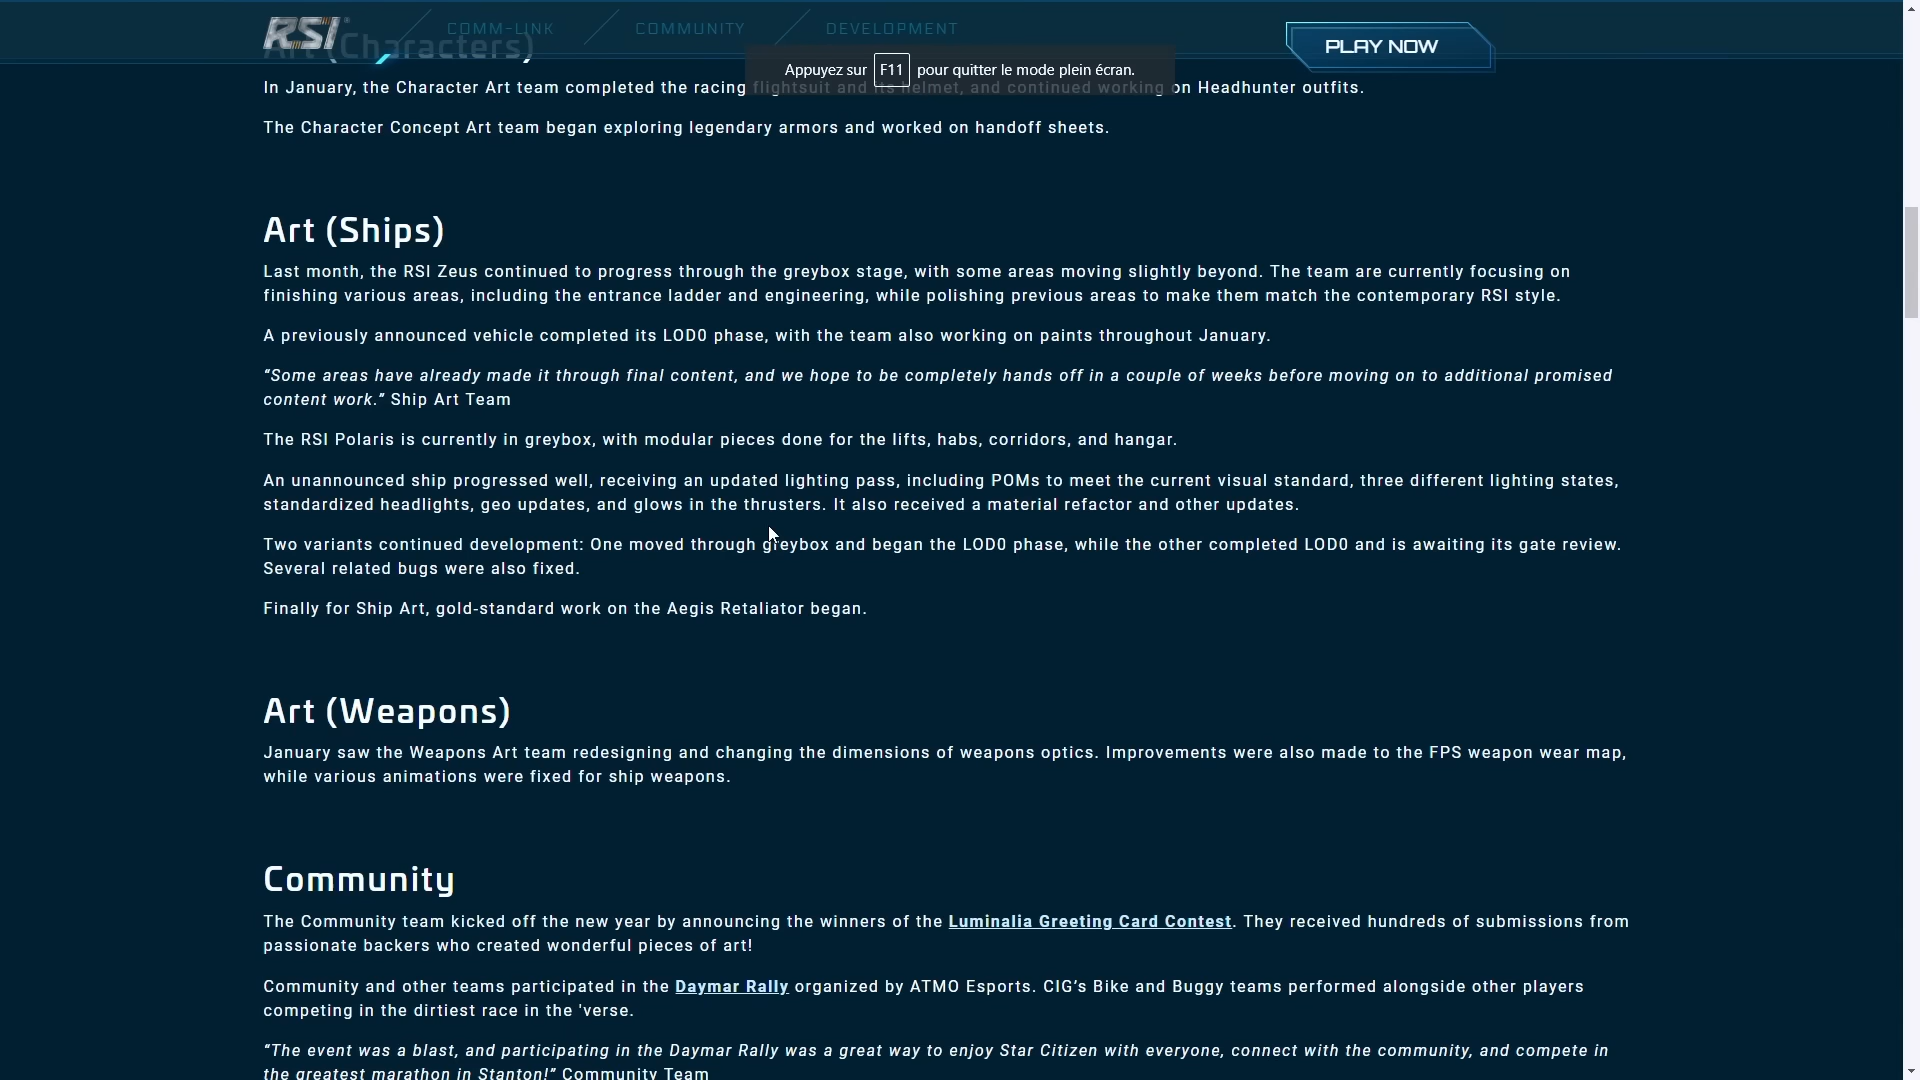 RSI
COMM-LINK
COMMUNITY
DEVELOPMENT
PLAY NOW
Art (Characters)
Appuyez sur F11 pour quitter le mode plein écran.
In January, the Character Art team completed the racing flightsuit and its helmet, and continued working on Headhunter outfits.
The Character Concept Art team began exploring legendary armors and worked on handoff sheets.
Art (Ships)
Last month, the RSI Zeus continued to progress through the greybox stage, with some areas moving slightly beyond. The team are currently focusing on
finishing various areas, including the entrance ladder and engineering, while polishing previous areas to make them match the contemporary RSI style.
A previously announced vehicle completed its LOD0 phase, with the team also working on paints throughout January.
“Some areas have already made it through final content, and we hope to be completely hands off in a couple of weeks before moving on to additional promised
content work.” Ship Art Team
The RSI Polaris is currently in greybox, with modular pieces done for the lifts, habs, corridors, and hangar.
An unannounced ship progressed well, receiving an updated lighting pass, including POMs to meet the current visual standard, three different lighting states,
standardized headlights, geo updates, and glows in the thrusters. It also received a material refactor and other updates.
Two variants continued development: One moved through greybox and began the LOD0 phase, while the other completed LOD0 and is awaiting its gate review.
Several related bugs were also fixed.
Finally for Ship Art, gold-standard work on the Aegis Retaliator began.
Art (Weapons)
January saw the Weapons Art team redesigning and changing the dimensions of weapons optics. Improvements were also made to the FPS weapon wear map,
while various animations were fixed for ship weapons.
Community
The Community team kicked off the new year by announcing the winners of the Luminalia Greeting Card Contest. They received hundreds of submissions from
passionate backers who created wonderful pieces of art!
Community and other teams participated in the Daymar Rally organized by ATMO Esports. CIG’s Bike and Buggy teams performed alongside other players
competing in the dirtiest race in the 'verse.
“The event was a blast, and participating in the Daymar Rally was a great way to enjoy Star Citizen with everyone, connect with the community, and compete in
the greatest marathon in Stanton!” Community Team